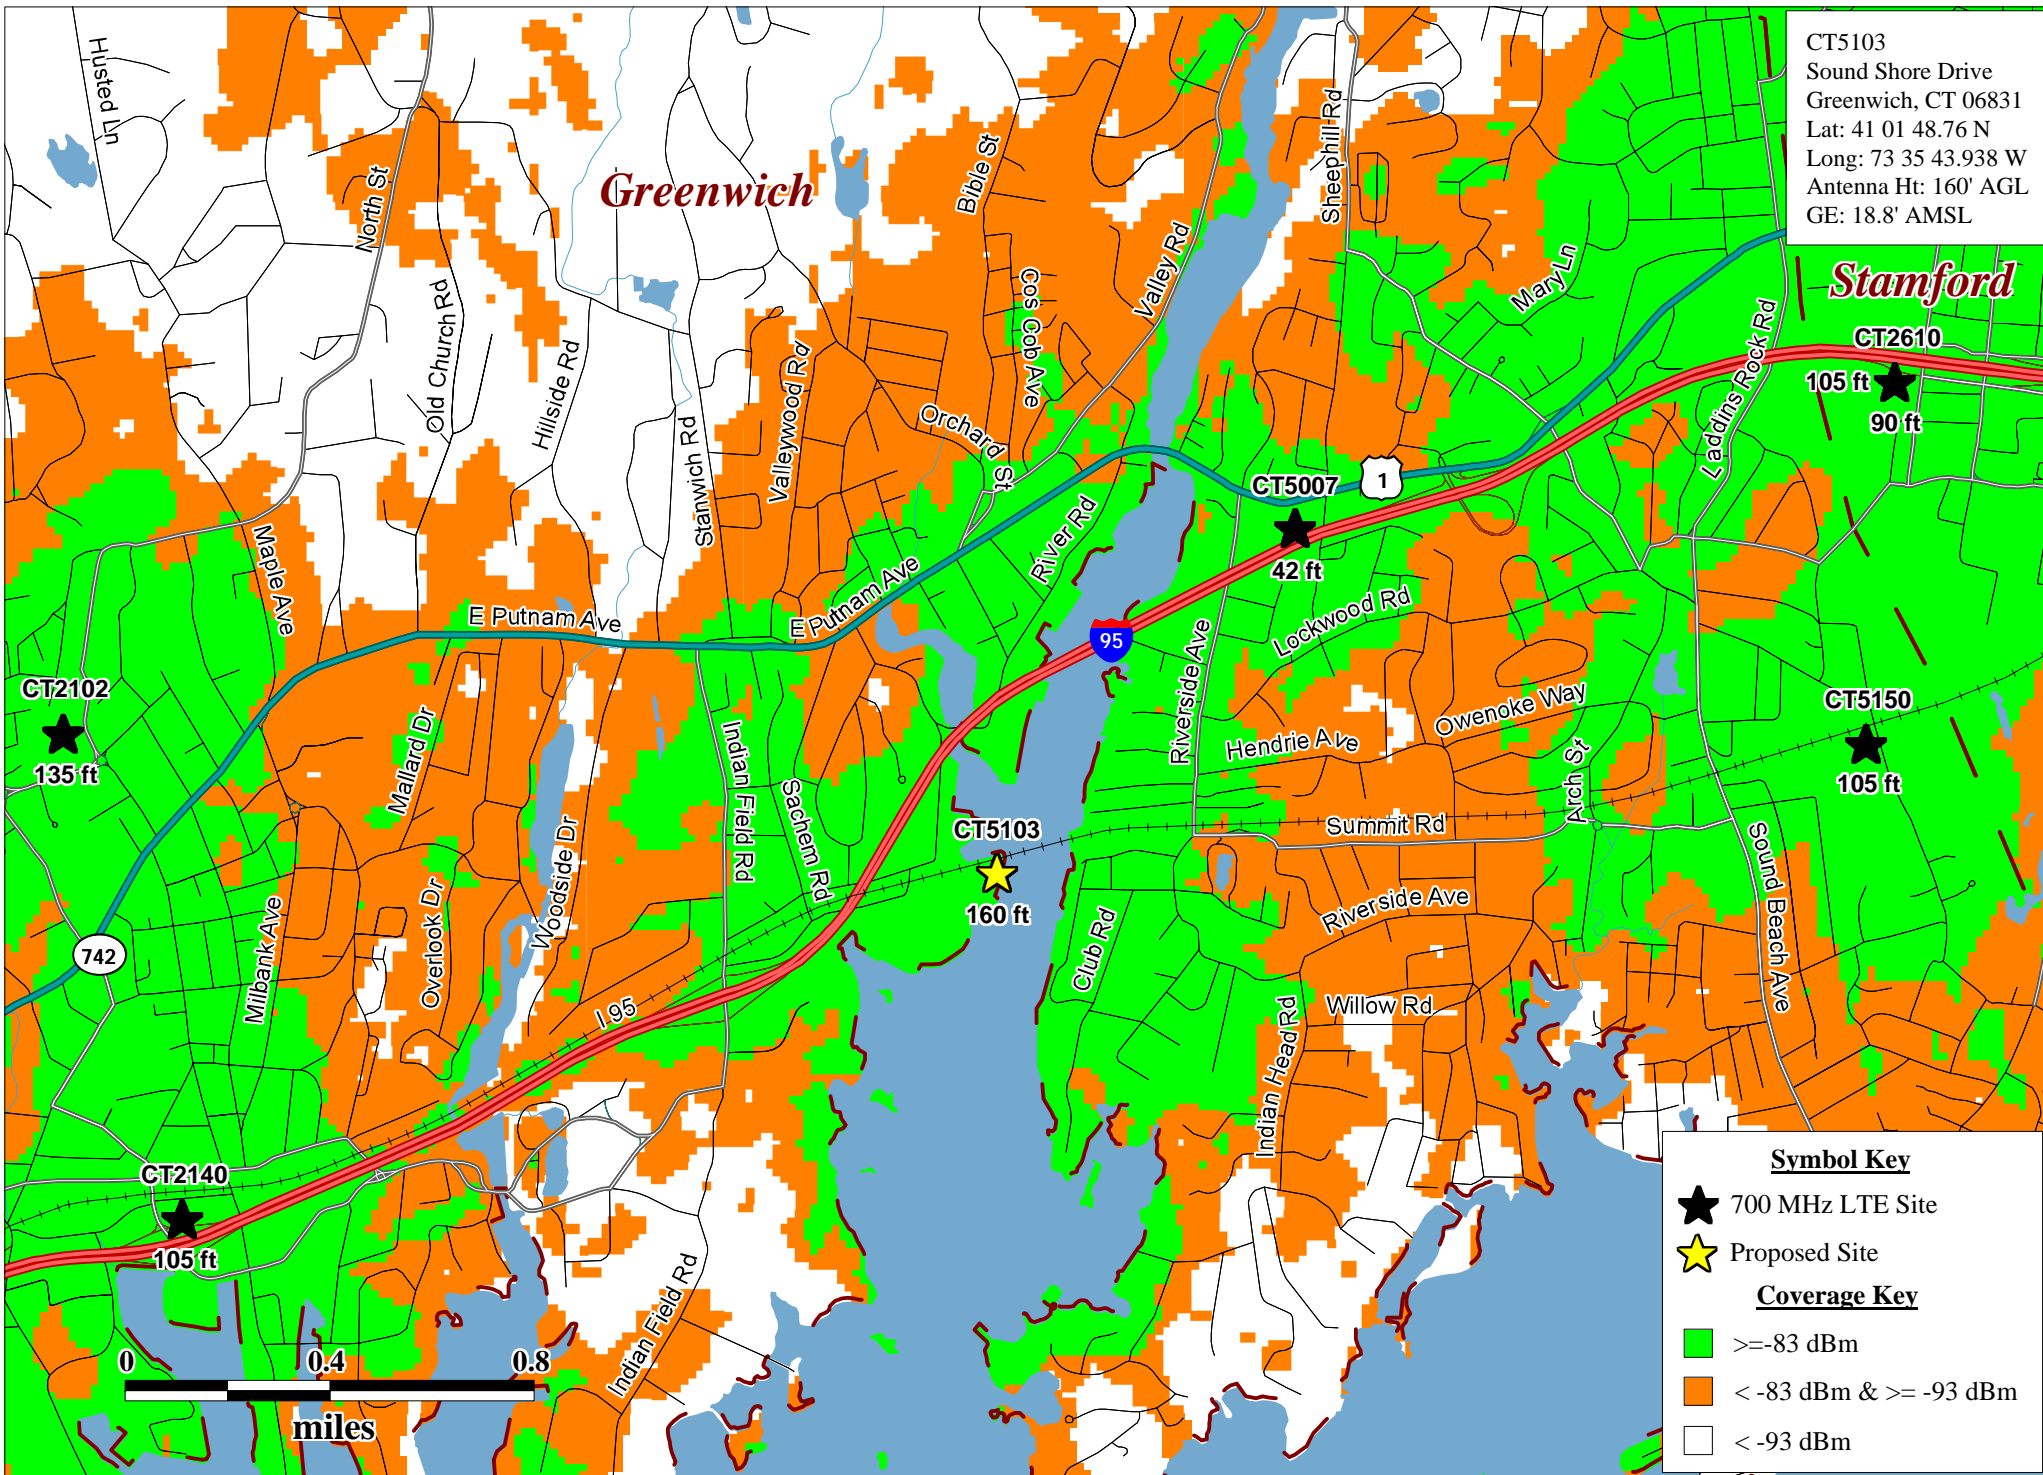 CT5103
Sound Shore Drive
Greenwich, CT 06831
Lat: 41 01 48.76 N
Long: 73 35 43.938 W
Antenna Ht: 160' AGL
GE: 18.8' AMSL
Husted Ln
North St
Greenwich
Bible St
Sheephill Rd
Valley Rd
Mary Ln
Stamford
Old Church Rd
Hillside Rd
Cos Cob Ave
Valleywood Rd
Orchard St
Laddins Rock Rd
CT2610
105 ft
90 ft
Stanwich Rd
Maple Ave
River Rd
CT5007
1
42 ft
E Putnam Ave
E Putnam Ave
95
Lockwood Rd
Riverside Ave
CT2102
135 ft
Mallard Dr
Indian Field Rd
Sachem Rd
Hendrie Ave
Owenoke Way
Arch St
CT5150
105 ft
CT5103
160 ft
Summit Rd
Woodside Dr
Overlook Dr
Milbank Ave
742
Club Rd
Riverside Ave
Sound Beach Ave
I 95
Indian Head Rd
Willow Rd
CT2140
105 ft
Indian Field Rd
0 0.4 0.8
miles
Symbol Key
700 MHz LTE Site
Proposed Site
Coverage Key
>=-83 dBm
< -83 dBm & >= -93 dBm
< -93 dBm